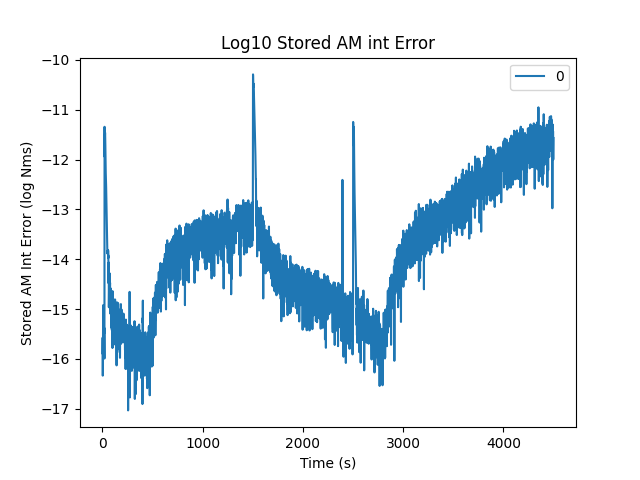 Log10 Stored AM int Error
0
Stored AM Int Error (log Nms)
−10
−11
−12
−13
−14
−15
−16
−17
0 1000 2000 3000 4000
Time (s)